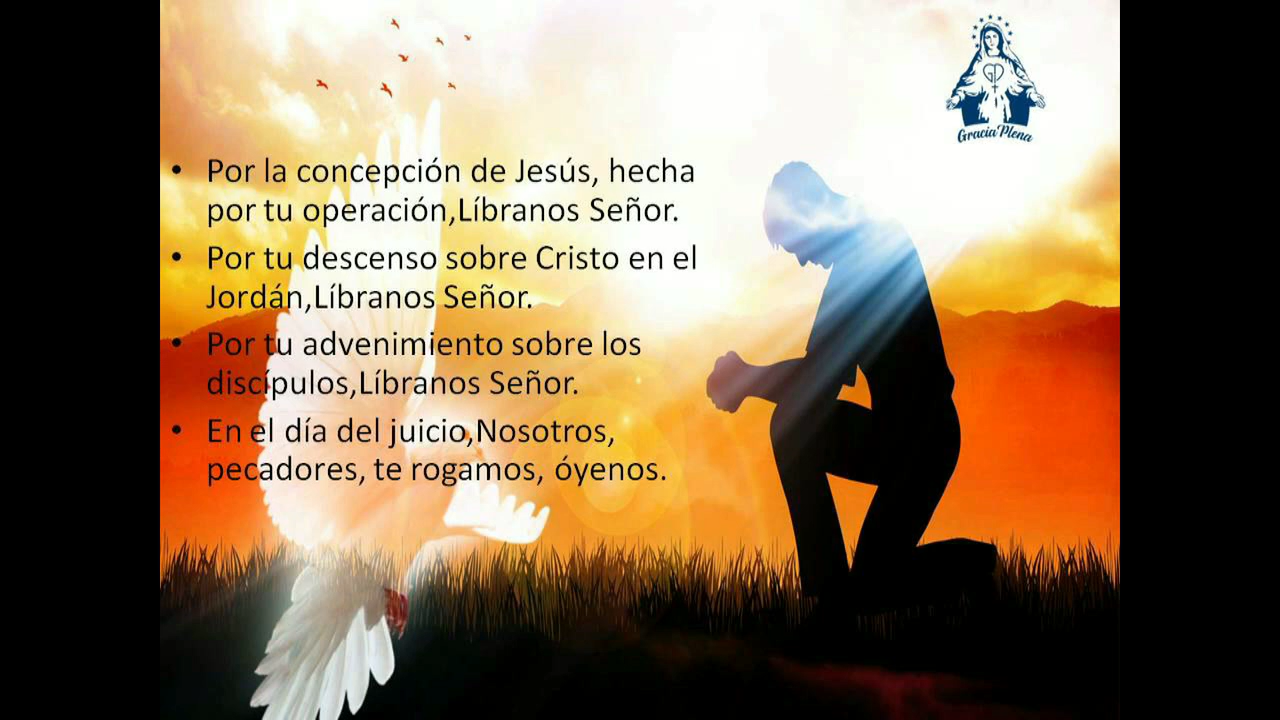 Gracia Plena
• Por la concepción de Jesús, hecha
por tu operación,Líbranos Señor.
• Por tu descenso sobre Cristo en el
Jordán,Líbranos Señor.
• Por tu advenimiento sobre los
discípulos,Líbranos Señor.
• En el día del juicio,Nosotros,
pecadores, te rogamos, óyenos.